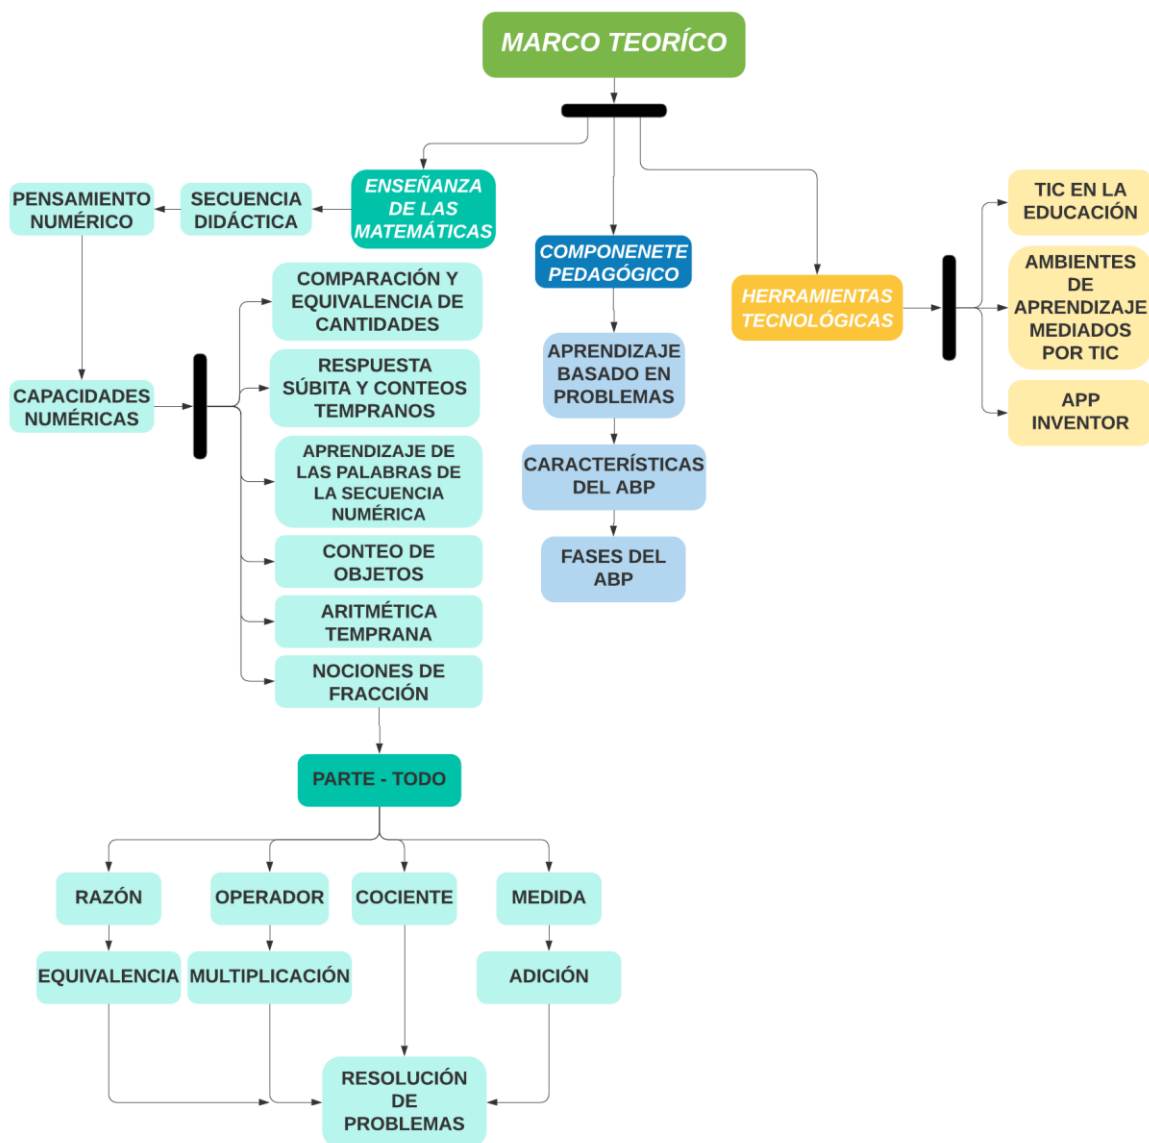 MARCO TEORÍCO
ENSEÑANZA
DE LAS
MATEMÁTICAS
SECUENCIA
DIDÁCTICA
PENSAMIENTO
NUMÉRICO
CAPACIDADES
NUMÉRICAS
COMPARACIÓN Y
EQUIVALENCIA DE
CANTIDADES
RESPUESTA
SÚBITA Y CONTEOS
TEMPRANOS
APRENDIZAJE DE
LAS PALABRAS DE
LA SECUENCIA
NUMÉRICA
CONTEO DE
OBJETOS
ARITMÉTICA
TEMPRANA
NOCIONES DE
FRACCIÓN
PARTE - TODO
RAZÓN
OPERADOR
COCIENTE
MEDIDA
EQUIVALENCIA
MULTIPLICACIÓN
ADICIÓN
RESOLUCIÓN
DE
PROBLEMAS
COMPONENETE
PEDAGÓGICO
APRENDIZAJE
BASADO EN
PROBLEMAS
CARACTERÍSTICAS
DEL ABP
FASES DEL
ABP
HERRAMIENTAS
TECNOLÓGICAS
TIC EN LA
EDUCACIÓN
AMBIENTES
DE
APRENDIZAJE
MEDIADOS
POR TIC
APP
INVENTOR